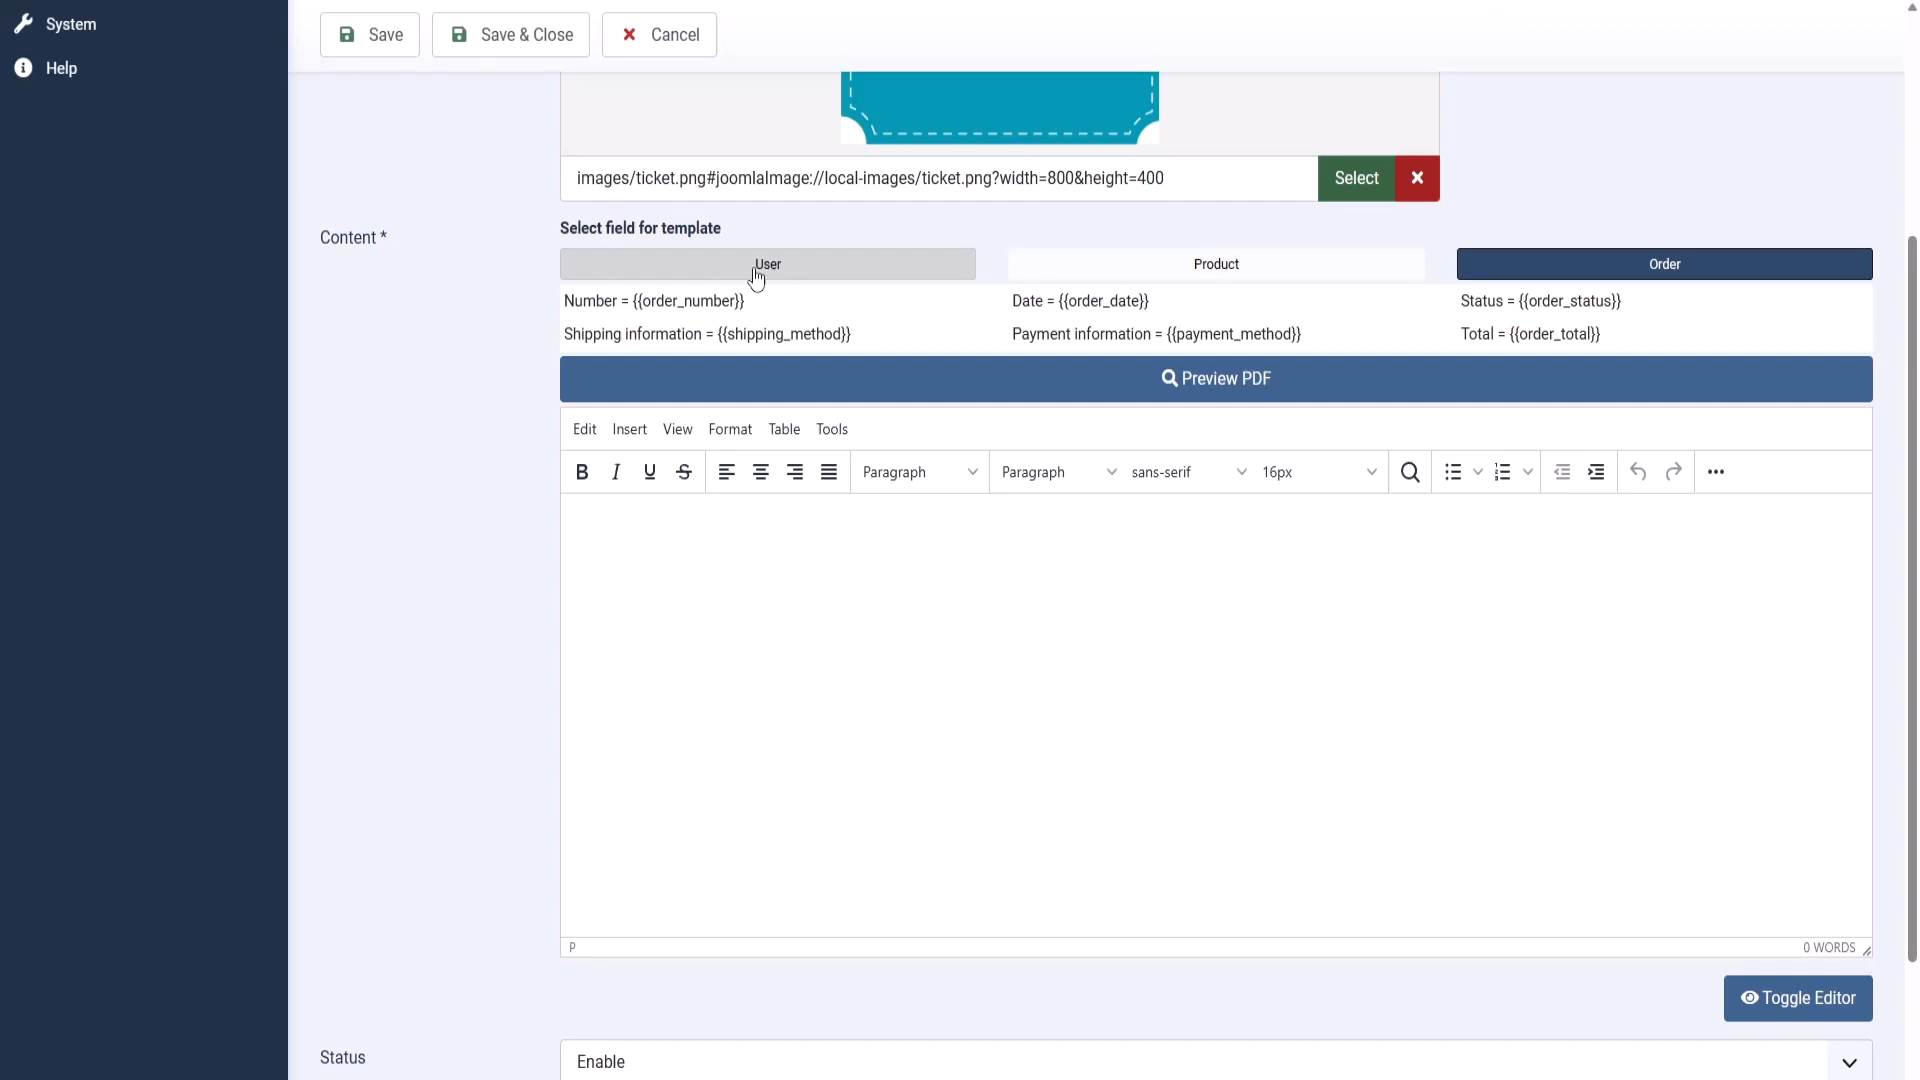 System
Help
Save
Save & Close
Cancel
images/ticket.png#joomlaImage://local-images/ticket.png?width=800&height=400
Select
Content *
Select field for template
User
Product
Order
Number = {{order_number}}
Date = {{order_date}}
Status = {{order_status}}
Shipping information = {{shipping_method}}
Payment information = {{payment_method}}
Total = {{order_total}}
Preview PDF
Edit Insert View Format Table Tools
B I U S Paragraph Paragraph sans-serif 16px
P
0 WORDS
Toggle Editor
Status
Enable